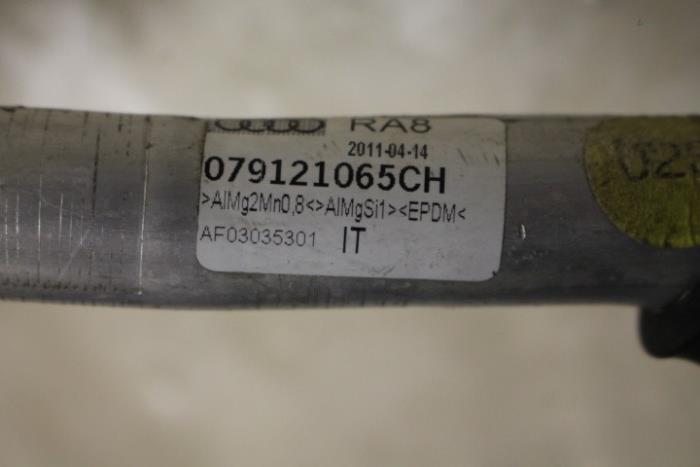 RA8
2011-04-14
079121065CH
>AlMg2Mn0,8<>AlMgSi1><EPDM<
AF03035301 IT